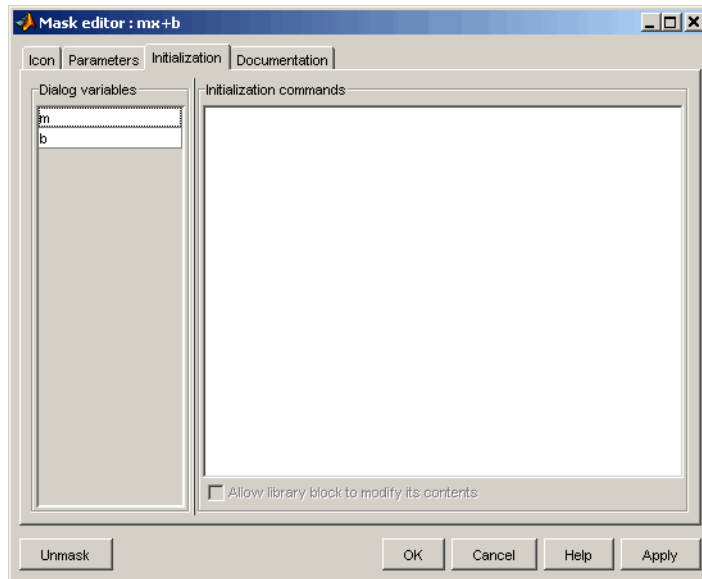 Mask editor : mx+b
Icon Parameters Initialization Documentation
Dialog variables
m
b
Initialization commands
Allow library block to modify its contents
Unmask OK Cancel Help Apply